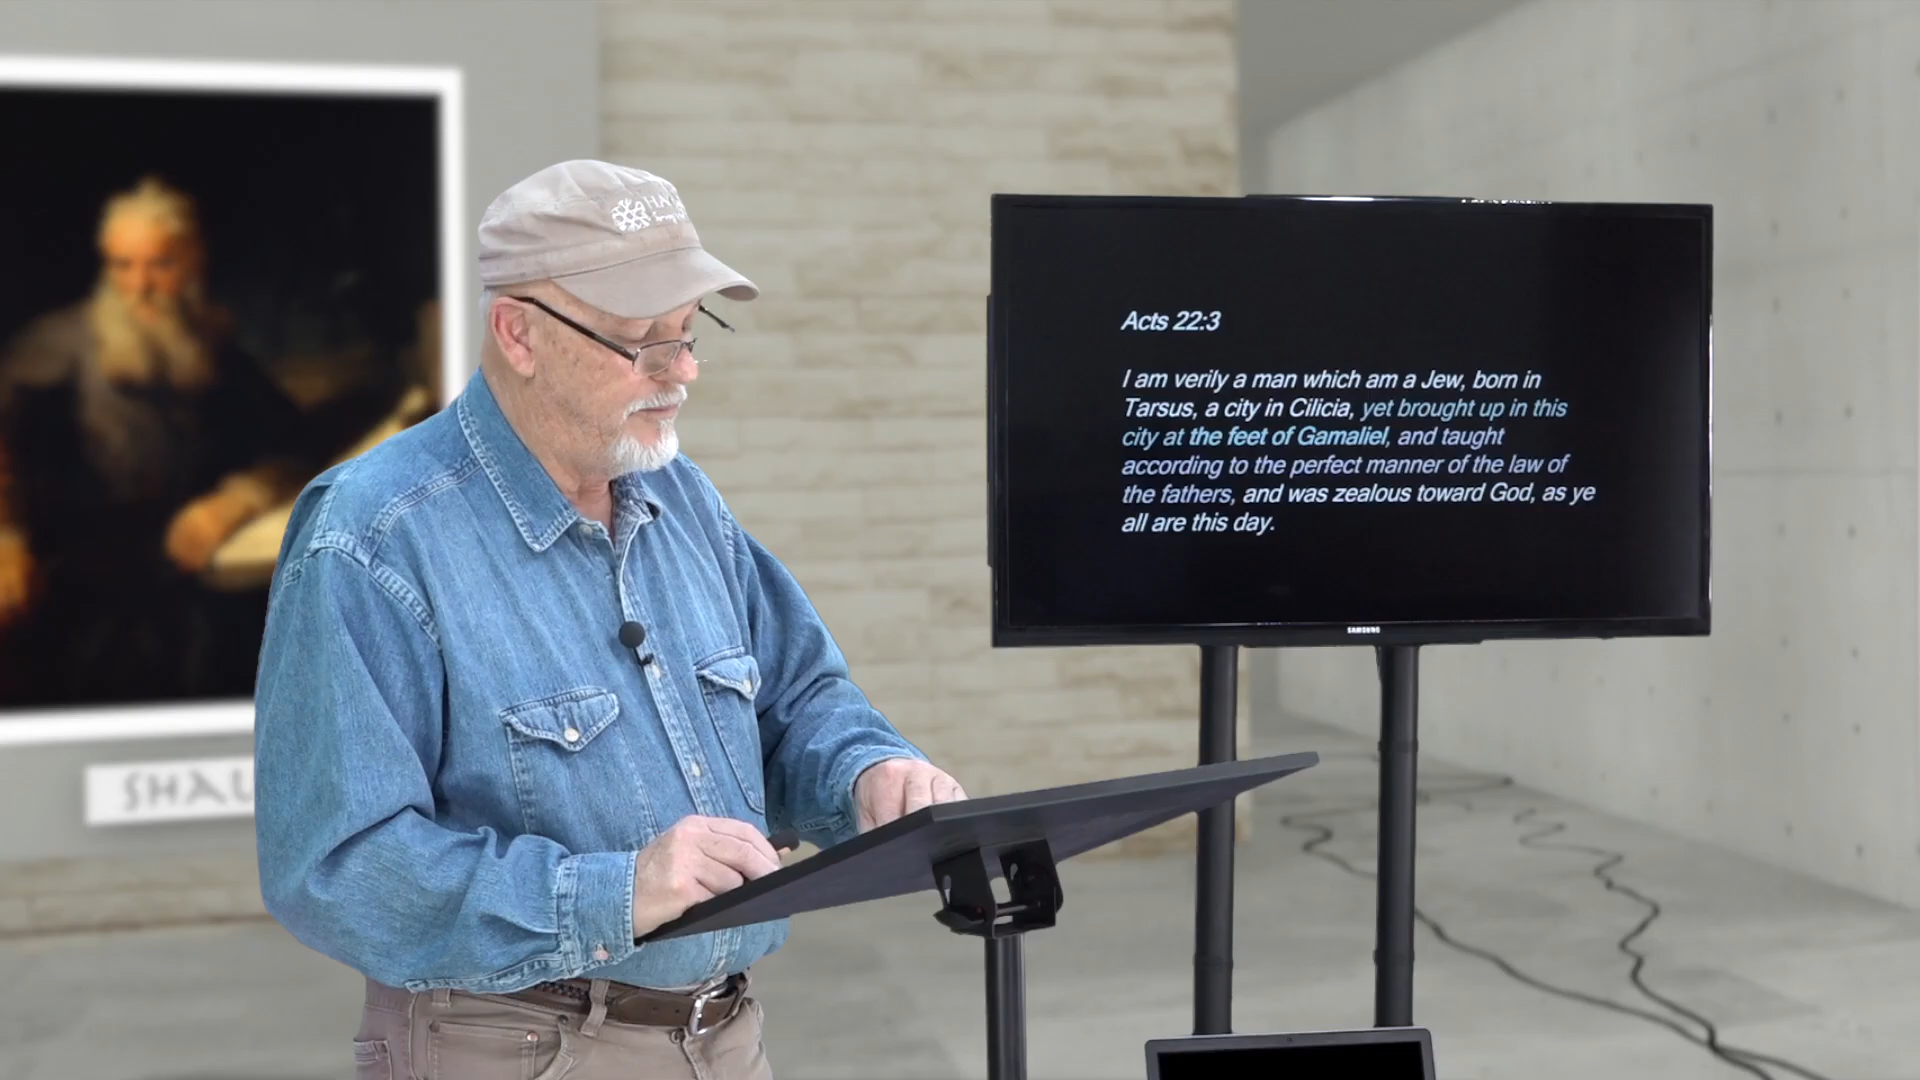 Acts 22:3
I am verily a man which am a Jew, born in
Tarsus, a city in Cilicia, yet brought up in this
city at the feet of Gamaliel, and taught
according to the perfect manner of the law of
the fathers, and was zealous toward God, as ye
all are this day.
SAMSUNG
SHAU